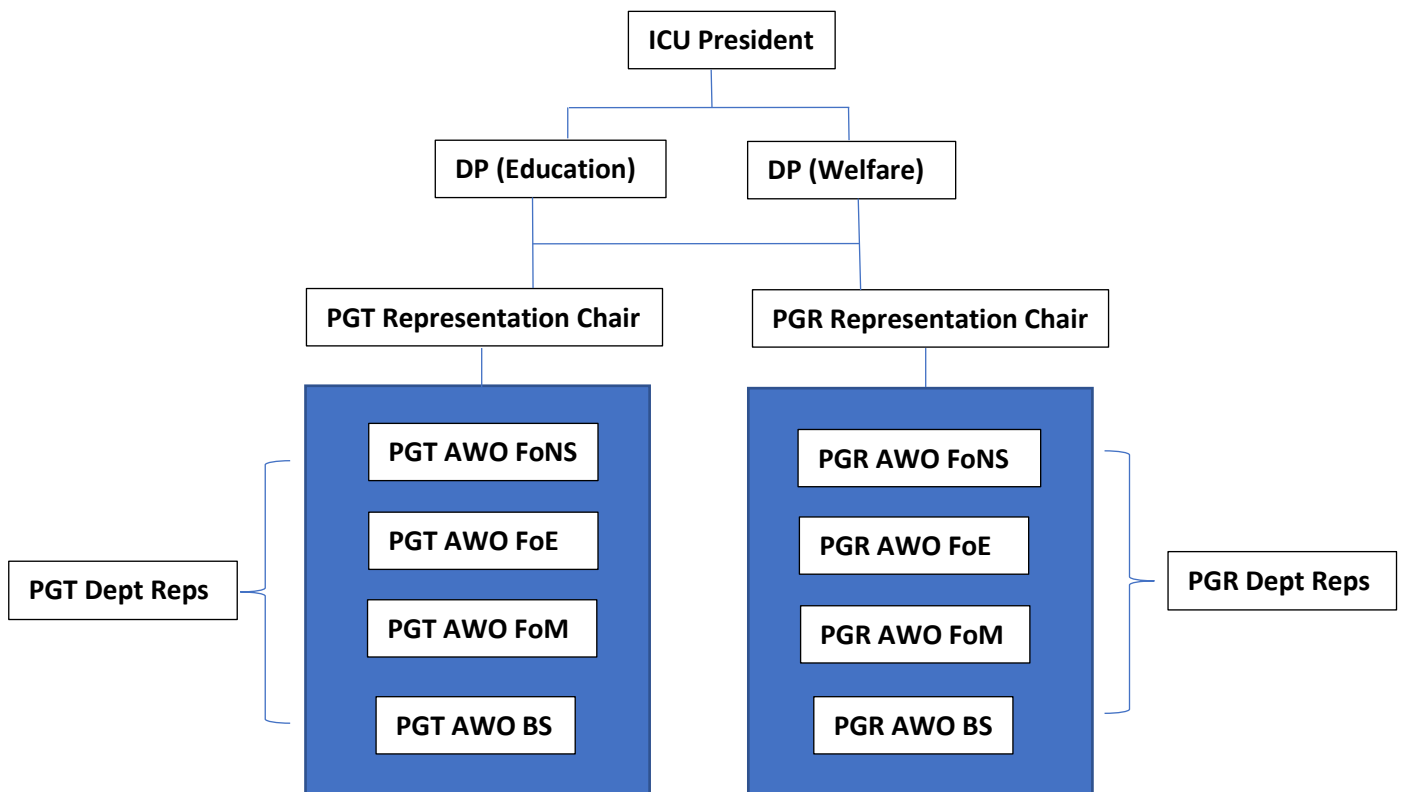 ICU President
DP (Education)
DP (Welfare)
PGT Representation Chair
PGR Representation Chair
PGT AWO FoNS
PGT AWO FoE
PGT AWO FoM
PGT AWO BS
PGT Dept Reps
PGR AWO FoNS
PGR AWO FoE
PGR AWO FoM
PGR AWO BS
PGR Dept Reps